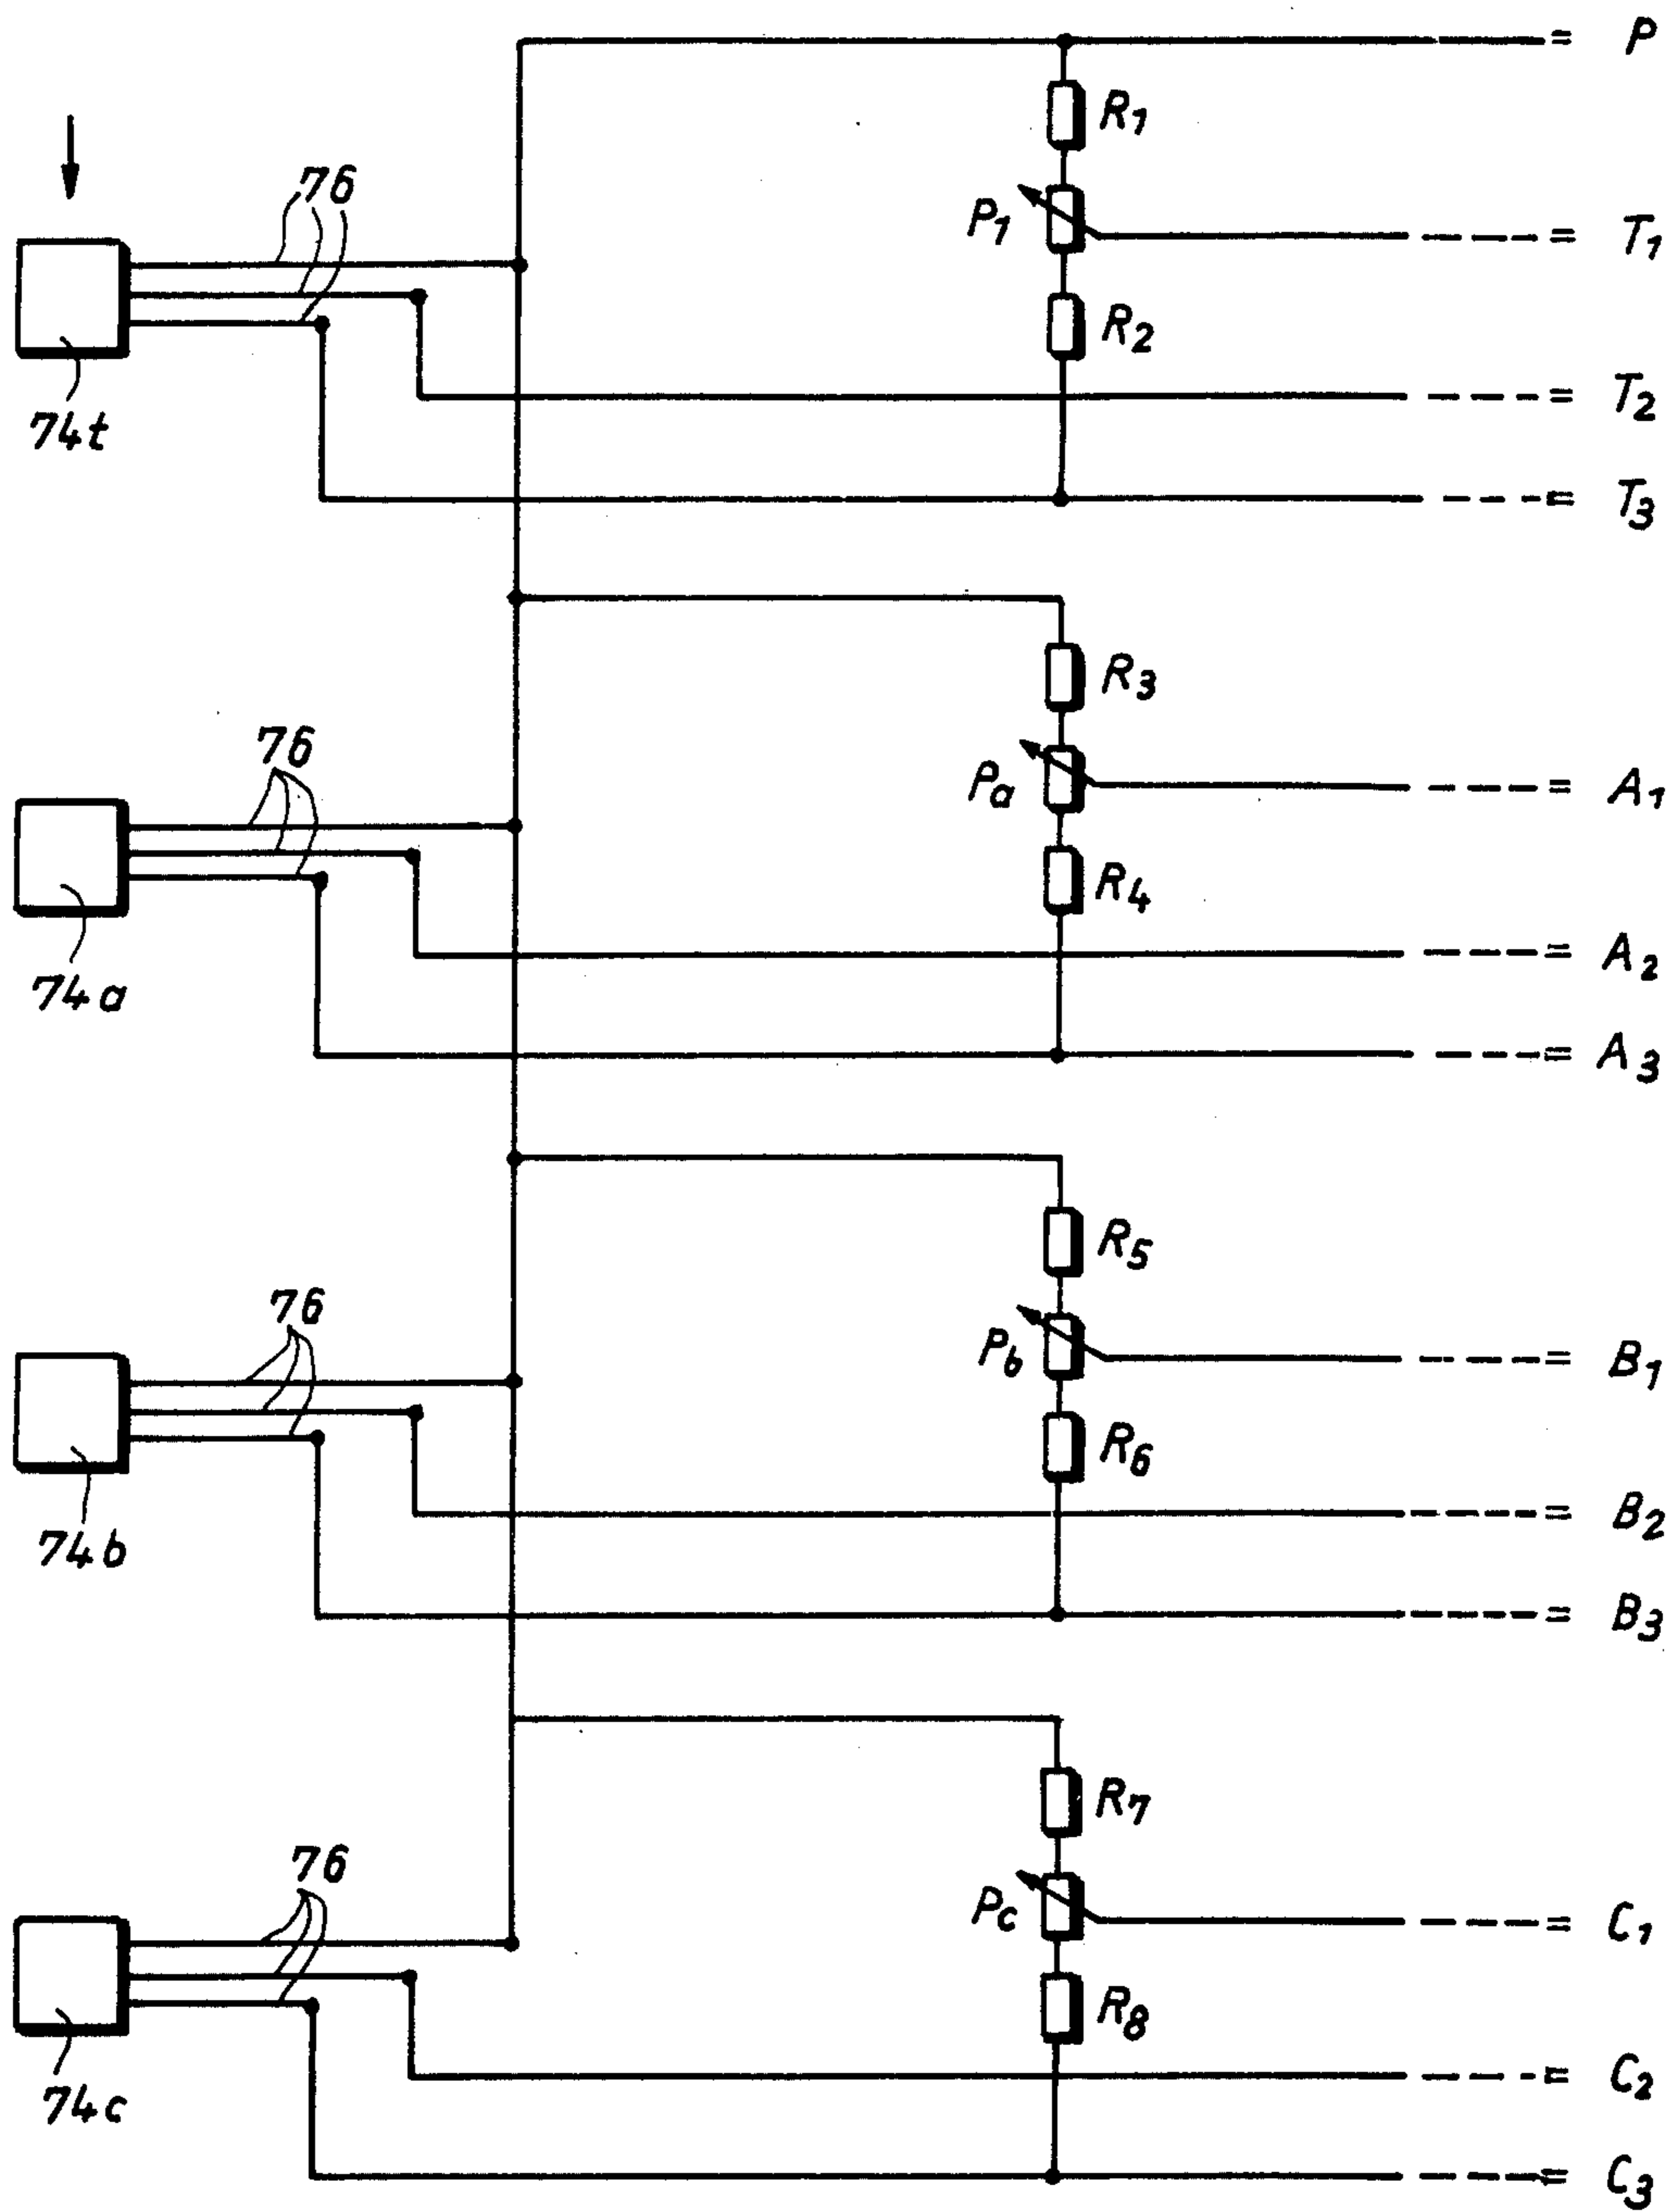 = P
R1
76
P1
= T1
R2
= T2
74t
= T3
R3
76
Pa
= A1
R4
= A2
74a
= A3
R5
76
Pb
= B1
R6
= B2
74b
= B3
R7
76
Pc
= C1
R8
= C2
74c
= C3